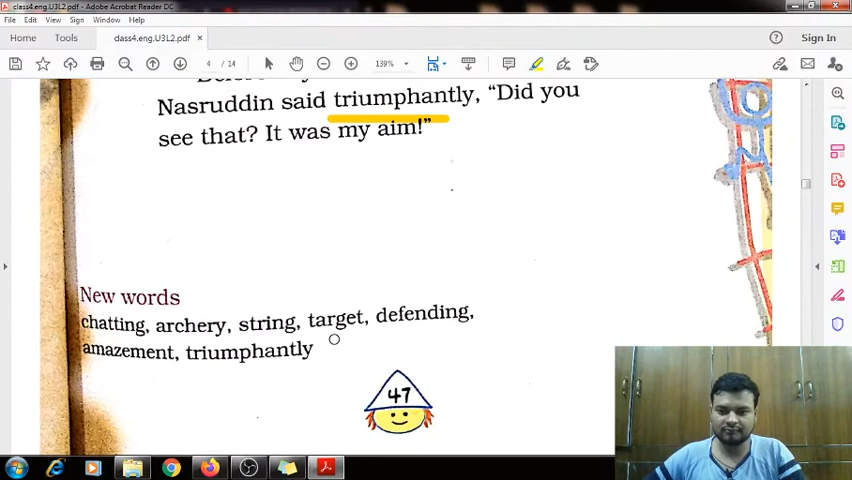 class4.eng.U3L2.pdf - Adobe Acrobat Reader DC
File Edit View Sign Window Help
Home Tools class4.eng.U3L2.pdf × ? Sign In
4 / 14 139%
Nasruddin said triumphantly, “Did you
see that? It was my aim!”
New words
chatting, archery, string, target, defending,
amazement, triumphantly
47